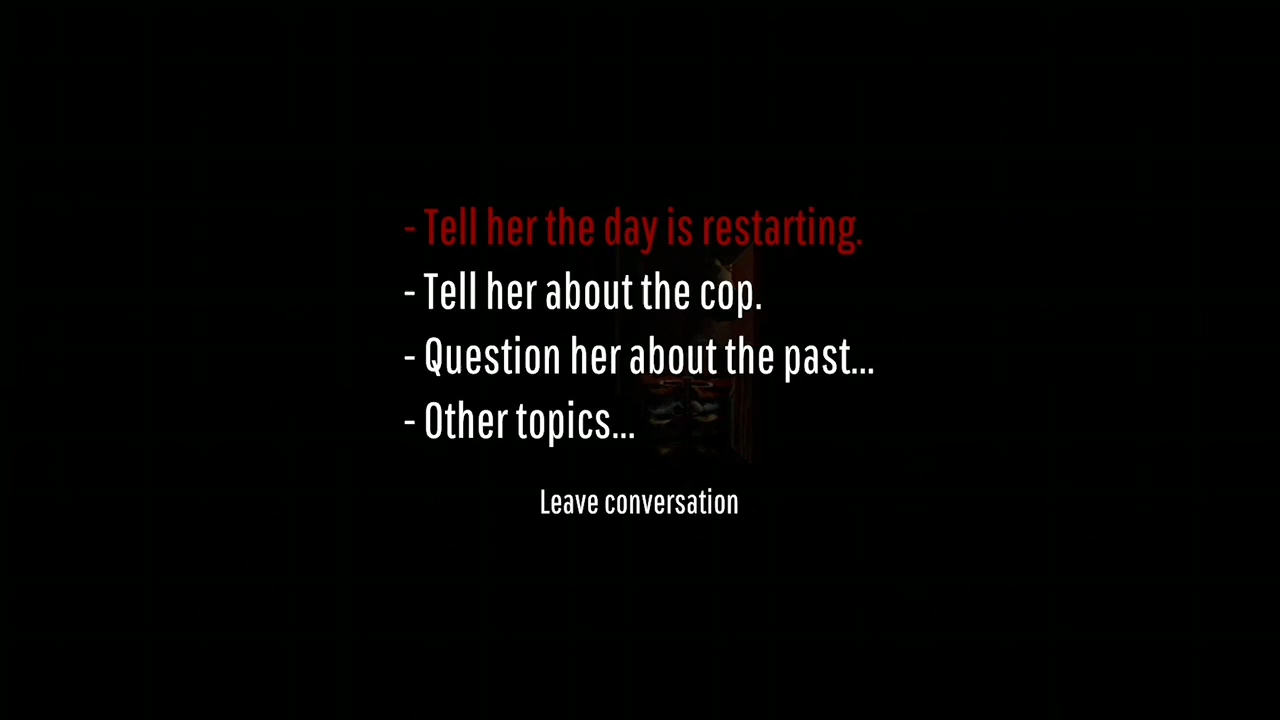 - Tell her the day is restarting.
- Tell her about the cop.
- Question her about the past...
- Other topics...
Leave conversation